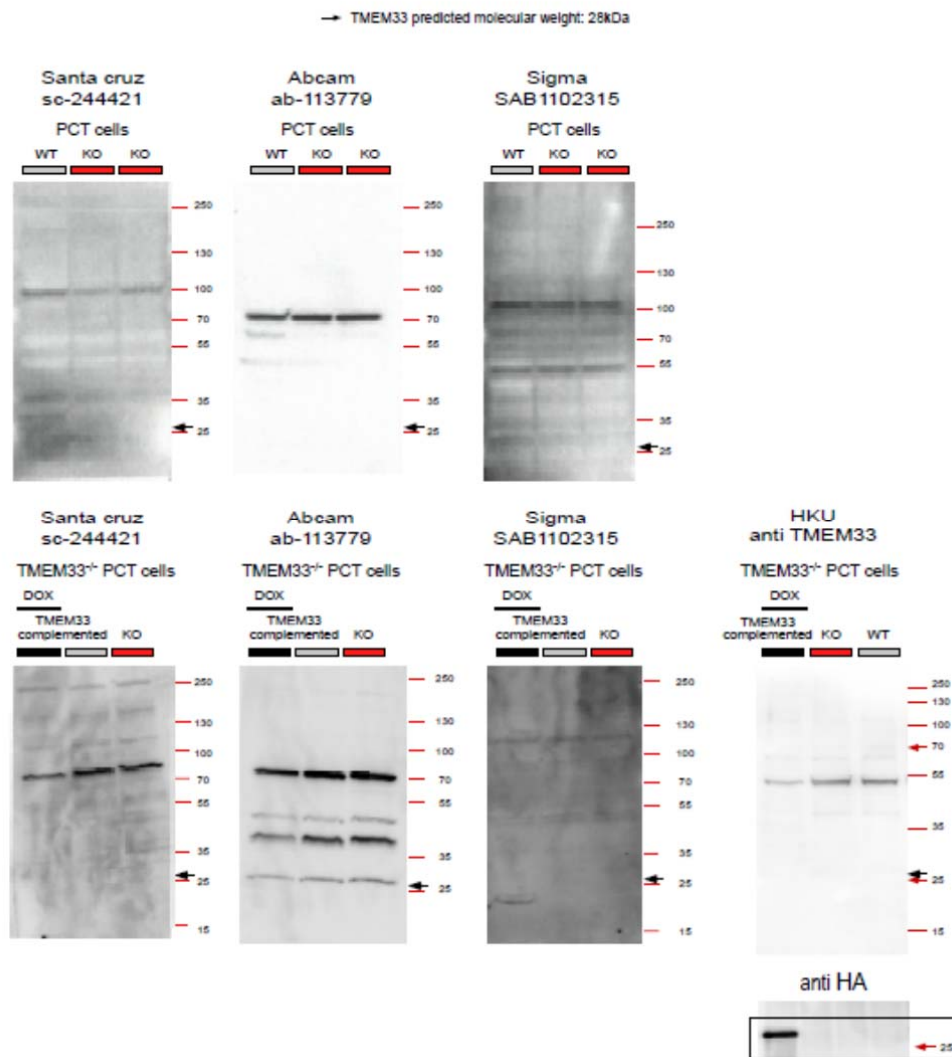 → TMEM33 predicted molecular weight: 28kDa
Santa cruz
sc-244421
PCT cells
WT KO KO
250
130
100
70
55
35
25
Abcam
ab-113779
PCT cells
WT KO KO
250
130
100
70
55
35
25
Sigma
SAB1102315
PCT cells
WT KO KO
250
130
100
70
55
35
25
Santa cruz
sc-244421
TMEM33⁻/⁻ PCT cells
DOX
TMEM33
complemented KO
250
130
100
70
55
35
25
15
Abcam
ab-113779
TMEM33⁻/⁻ PCT cells
DOX
TMEM33
complemented KO
250
130
100
70
55
35
25
Sigma
SAB1102315
TMEM33⁻/⁻ PCT cells
DOX
TMEM33
complemented KO
250
130
100
70
55
35
25
15
HKU
anti TMEM33
TMEM33⁻/⁻ PCT cells
DOX
TMEM33
complemented KO WT
250
130
100
70
55
35
25
15
anti HA
25